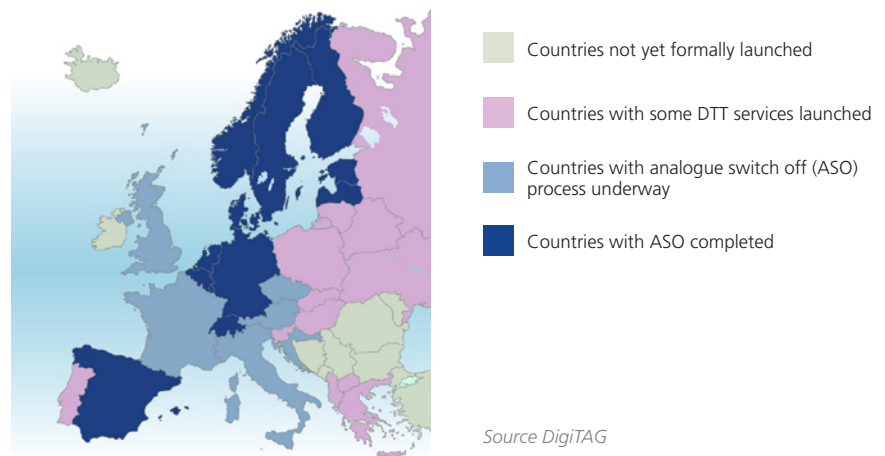 Countries not yet formally launched
Countries with some DTT services launched
Countries with analogue switch off (ASO)
process underway
Countries with ASO completed
Source DigiTAG